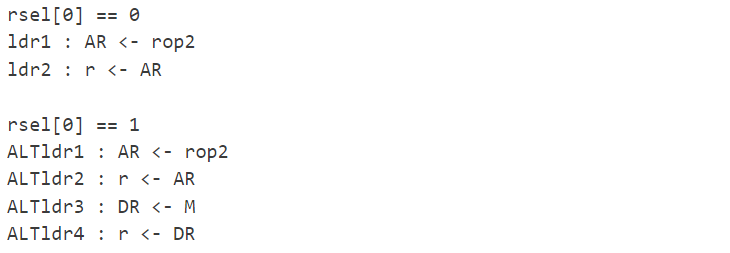 rsel[0] == 0
ldr1 : AR <- rop2
ldr2 : r <- AR
rsel[0] == 1
ALTldr1 : AR <- rop2
ALTldr2 : r <- AR
ALTldr3 : DR <- M
ALTldr4 : r <- DR